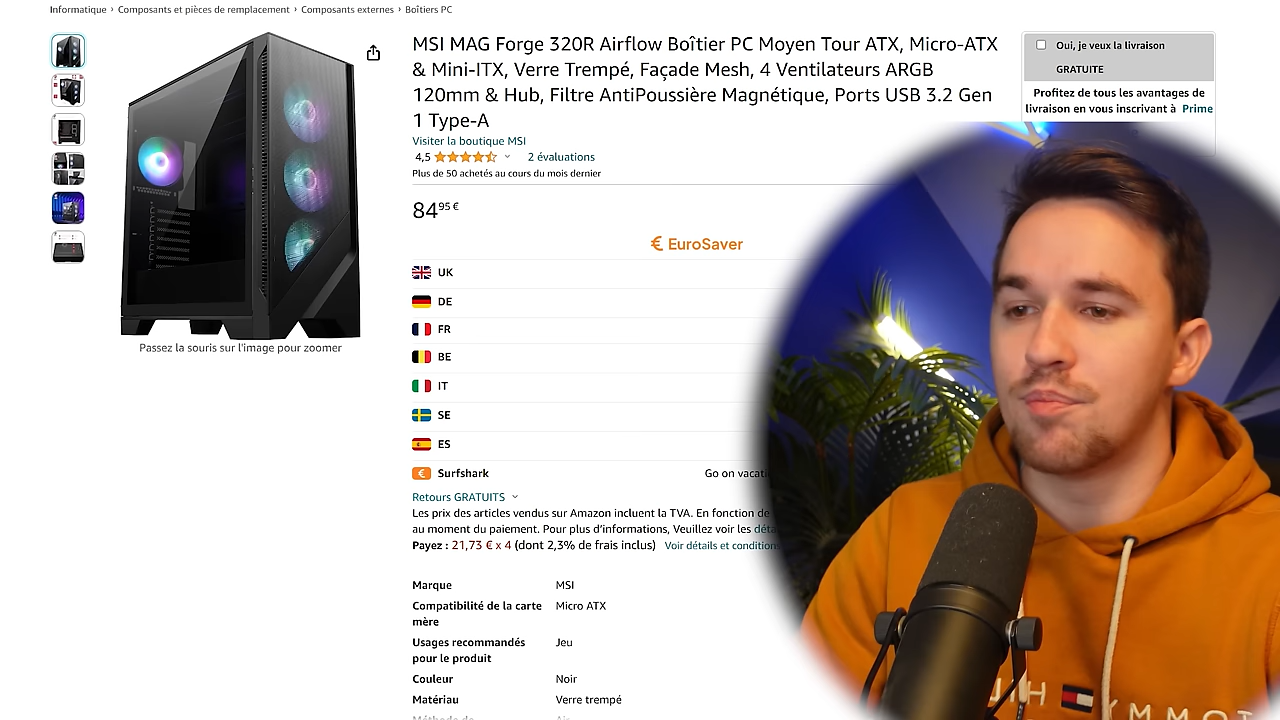 Informatique › Composants et pièces de remplacement › Composants externes › Boîtiers PC
MSI MAG Forge 320R Airflow Boîtier PC Moyen Tour ATX, Micro-ATX
& Mini-ITX, Verre Trempé, Façade Mesh, 4 Ventilateurs ARGB
120mm & Hub, Filtre AntiPoussière Magnétique, Ports USB 3.2 Gen
1 Type-A
Visiter la boutique MSI
4,5 2 évaluations
Plus de 50 achetés au cours du mois dernier
84,95 €
€ EuroSaver
UK
DE
FR
BE
IT
SE
ES
€ Surfshark Go on
Retours GRATUITS
Les prix des articles vendus sur Amazon incluent la TVA. En fonction de
au moment du paiement. Pour plus d'informations, Veuillez voir les
Payez : 21,73 € x 4 (dont 2,3% de frais inclus) Voir détails et conditions
Marque MSI
Compatibilité de la carte Micro ATX
mère
Usages recommandés Jeu
pour le produit
Couleur Noir
Matériau Verre trempé
Méthode de Air
Passez la souris sur l'image pour zoomer
Oui, je veux la livraison
GRATUITE
Profitez de tous les avantages de
livraison en vous inscrivant à Prime